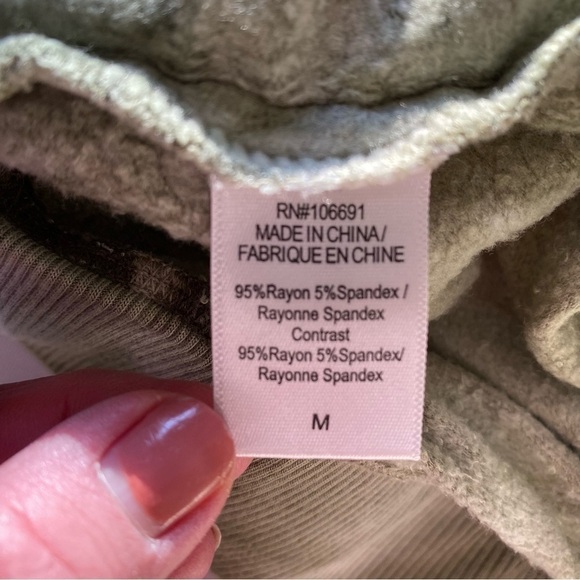 RN#106691
MADE IN CHINA/
FABRIQUE EN CHINE
95%Rayon 5%Spandex /
Rayonne Spandex
Contrast
95%Rayon 5%Spandex/
Rayonne Spandex
M